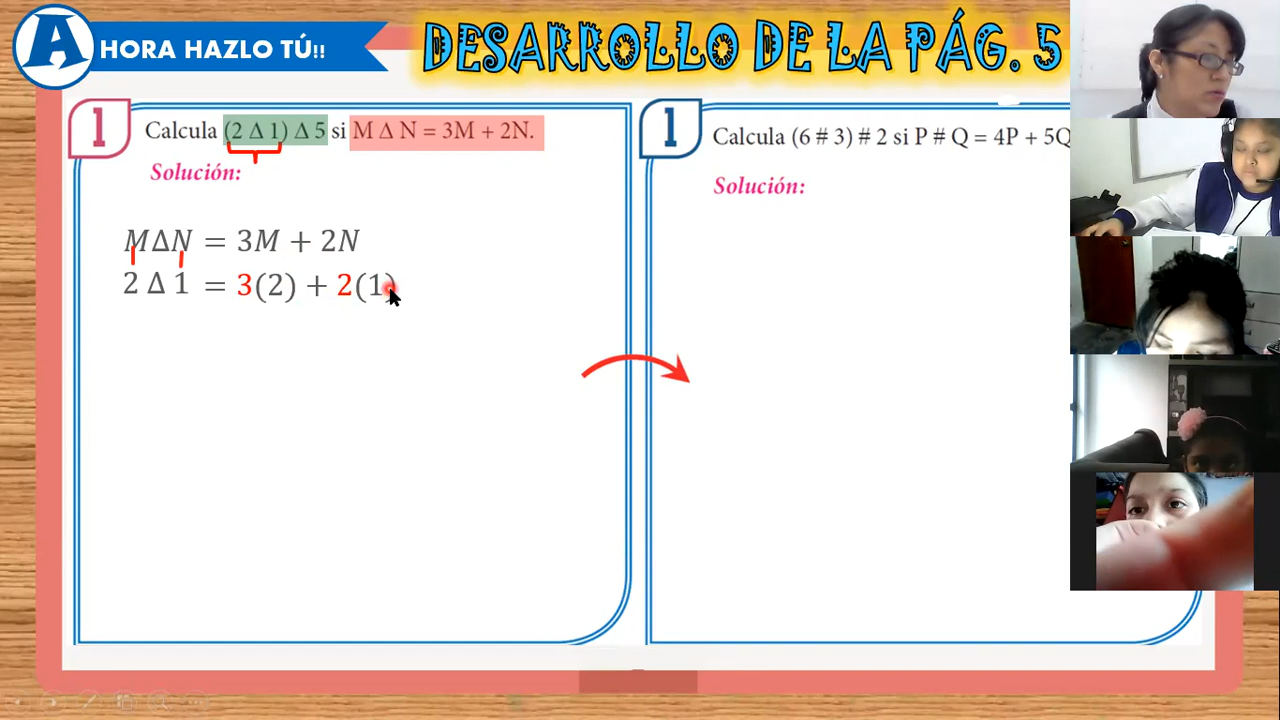 A
HORA HAZLO TÚ!!
DESARROLLO DE LA PÁG. 5
1
Calcula (2 Δ 1) Δ 5 si M Δ N = 3M + 2N.
Solución:
MΔN = 3M + 2N
2 Δ 1 = 3(2) + 2(1)
1
Calcula (6 # 3) # 2 si P # Q = 4P + 5Q
Solución: